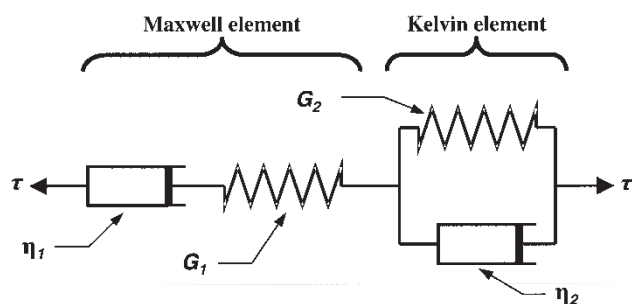 Maxwell element Kelvin element
G2
τ τ
η1
G1
η2